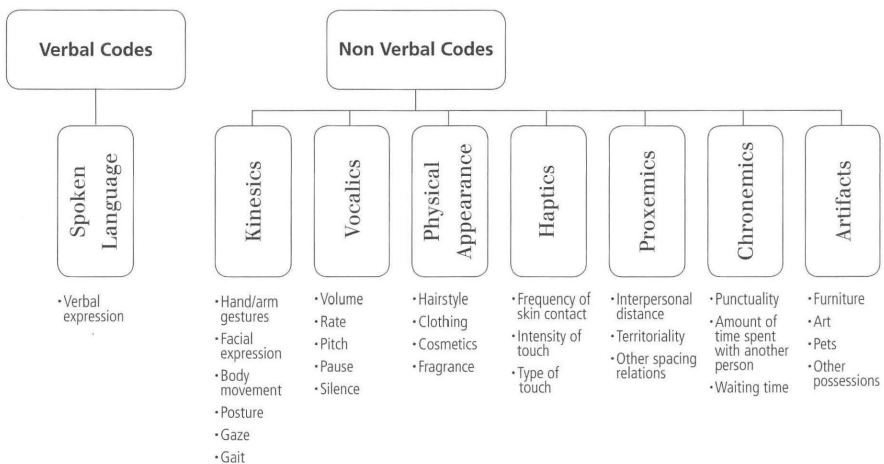 Verbal Codes
Non Verbal Codes
Spoken
Language
Kinesics
Vocalics
Physical
Appearance
Haptics
Proxemics
Chronemics
Artifacts
• Verbal
expression
• Hand/arm
gestures
• Facial
expression
• Body
movement
• Posture
• Gaze
• Gait
• Volume
• Rate
• Pitch
• Pause
• Silence
• Hairstyle
• Clothing
• Cosmetics
• Fragrance
• Frequency of
skin contact
• Intensity of
touch
• Type of
touch
• Interpersonal
distance
• Territoriality
• Other spacing
relations
• Punctuality
• Amount of
time spent
with another
person
• Waiting time
• Furniture
• Art
• Pets
• Other
possessions